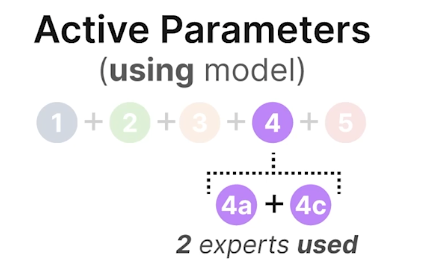 Active Parameters
(using model)
1 + 2 + 3 + 4 + 5
4a + 4c
2 experts used